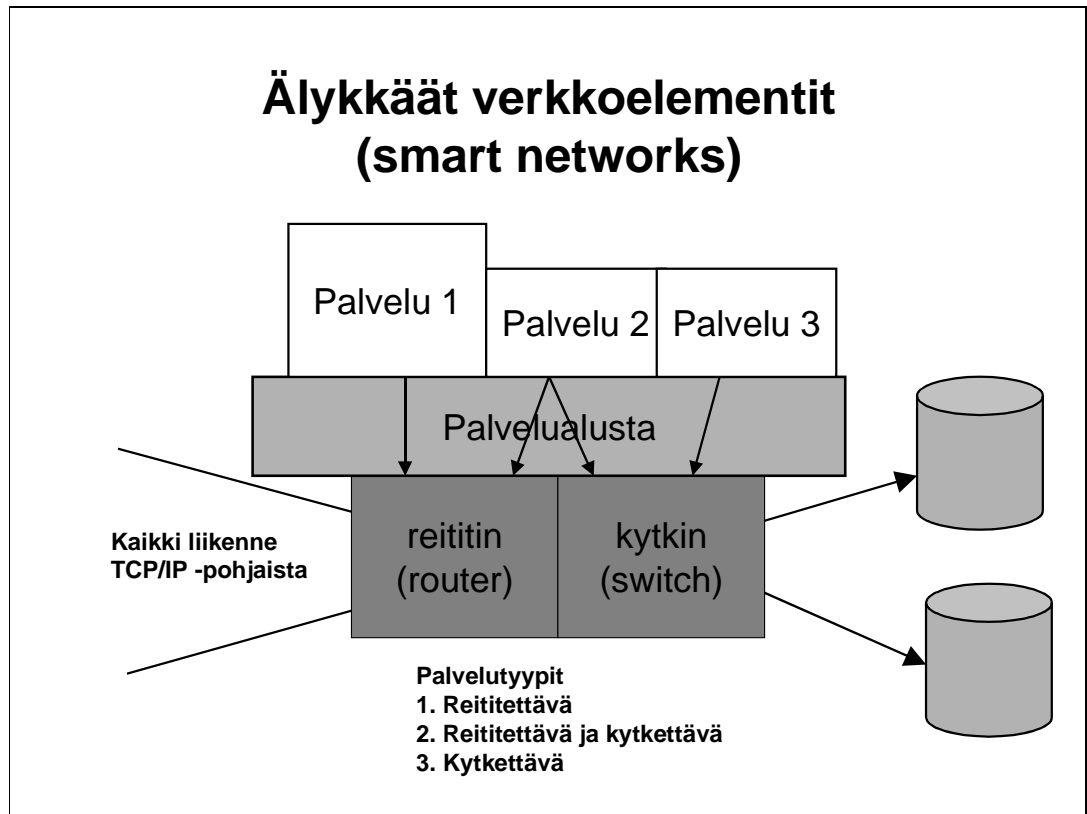 Älykkäät verkkoelementit
(smart networks)
Palvelu 1
Palvelu 2
Palvelu 3
Palvelualusta
Kaikki liikenne
TCP/IP -pohjaista
reititin
(router)
kytkin
(switch)
Palvelutyypit
1. Reititettävä
2. Reititettävä ja kytkettävä
3. Kytkettävä